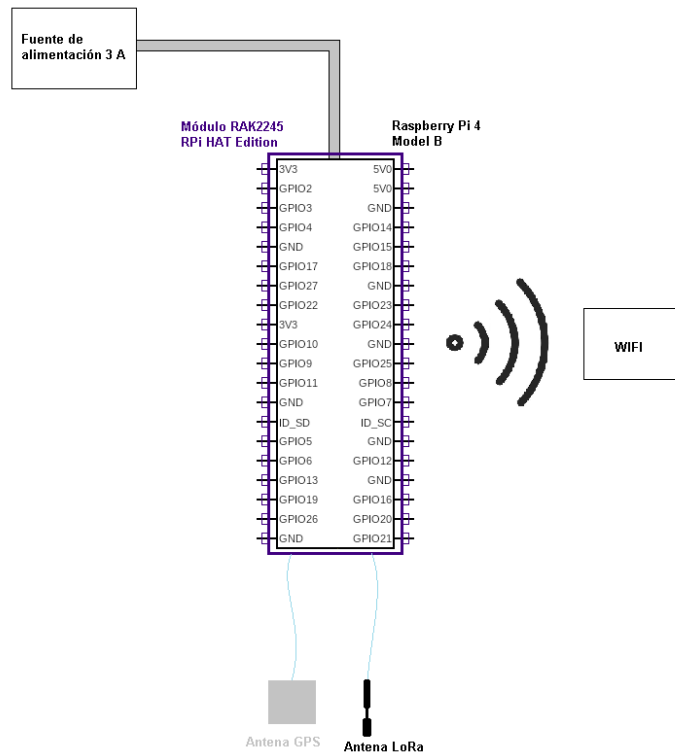 Fuente de
alimentación 3 A
Módulo RAK2245
RPi HAT Edition
Raspberry Pi 4
Model B
3V3 5V0
GPIO2 5V0
GPIO3 GND
GPIO4 GPIO14
GND GPIO15
GPIO17 GPIO18
GPIO27 GND
GPIO22 GPIO23
3V3 GPIO24
GPIO10 GND
GPIO9 GPIO25
GPIO11 GPIO8
GND GPIO7
ID_SD ID_SC
GPIO5 GND
GPIO6 GPIO12
GPIO13 GND
GPIO19 GPIO16
GPIO26 GPIO20
GND GPIO21
WIFI
Antena GPS
Antena LoRa